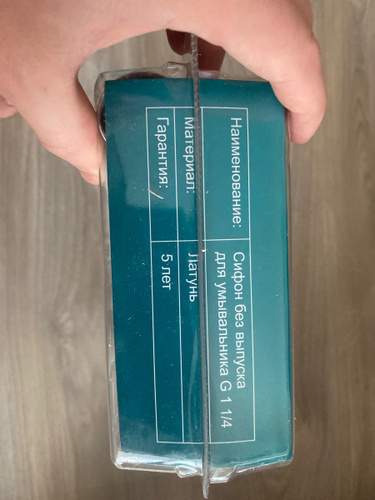 Наименование: Сифон без выпуска
для умывальника G 1 1/4
Материал: Латунь
Гарантия: 5 лет